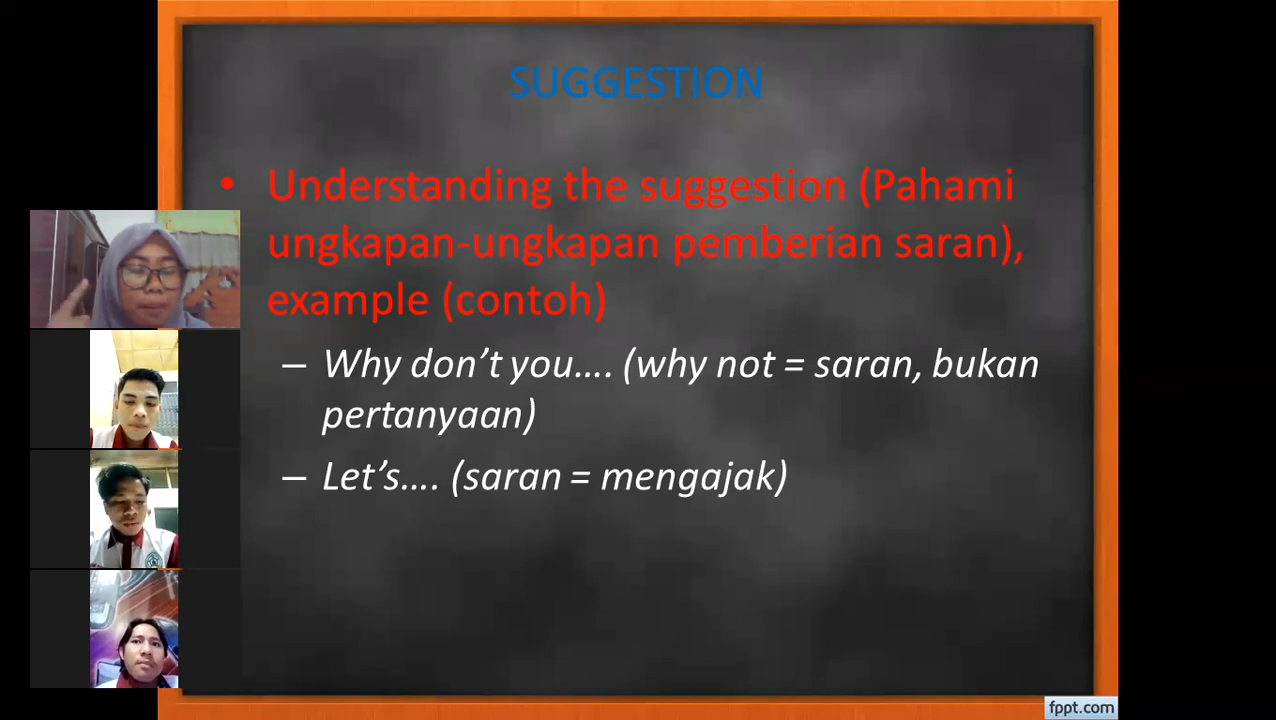 SUGGESTION
• Understanding the suggestion (Pahami
ungkapan-ungkapan pemberian saran),
example (contoh)
– Why don’t you…. (why not = saran, bukan
pertanyaan)
– Let’s…. (saran = mengajak)
fppt.com